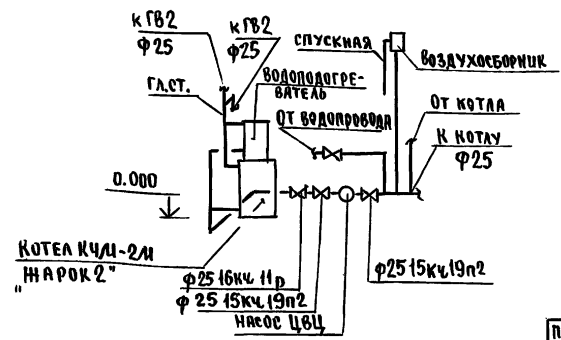 к ГВ2
ф25
к ГВ2
ф25
ГЛ.СТ.
ВОДОПОДОГРЕ-
ВАТЕЛЬ
СПУСКНАЯ
ВОЗДУХОСБОРНИК
ОТ ВОДОПРОВОДА
ОТ КОТЛА
К КОТЛУ
ф25
0.000
КОТЕЛ КЧМ-2М
"ЖАРОК 2"
ф25 16кч 11р
ф 25 15кч 19п2
НАСОС ЦВЦ
ф25 15кч 19п2
П